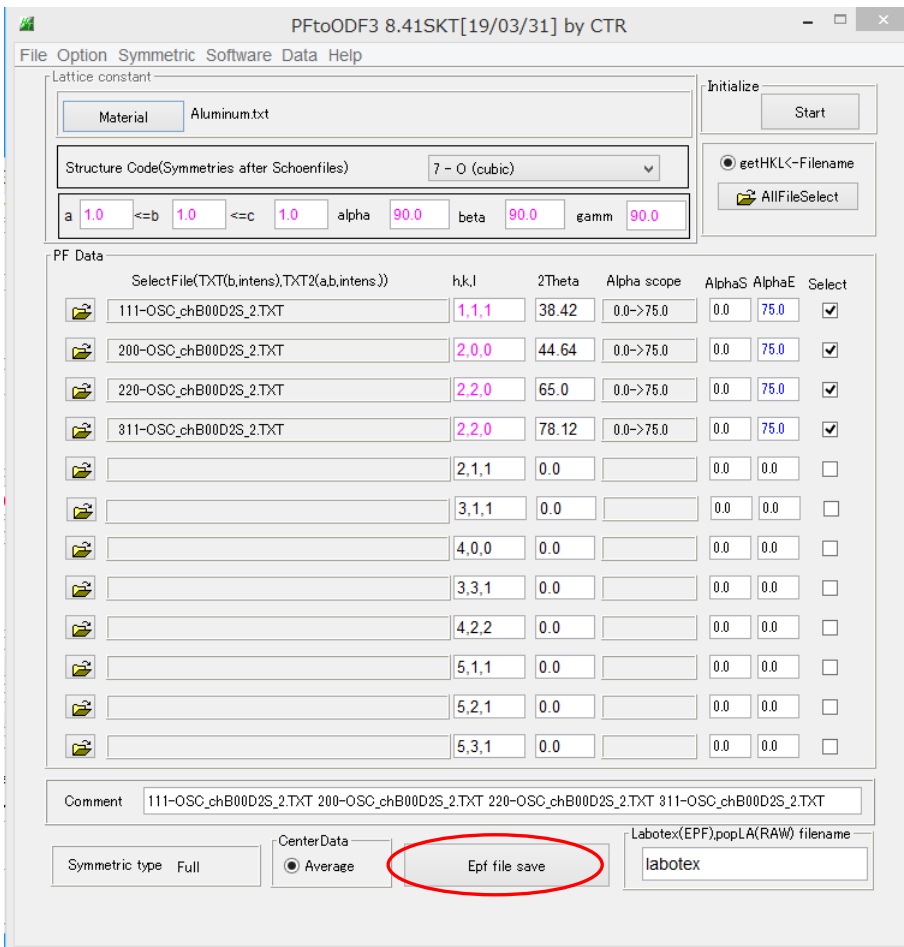 PFtoODF3 8.41SKT[19/03/31] by CTR
File Option Symmetric Software Data Help
Lattice constant
Material Aluminum.txt
Initialize
Start
Structure Code(Symmetries after Schoenfiles) 7 - O (cubic)
getHKL<-Filename
AllFileSelect
a 1.0 <=b 1.0 <=c 1.0 alpha 90.0 beta 90.0 gamm 90.0
PF Data
SelectFile(TXT(b,intens),TXT2(a,b,intens.)) h,k,l 2Theta Alpha scope AlphaS AlphaE Select
111-OSC_chB00D2S_2.TXT 1,1,1 38.42 0.0->75.0 0.0 75.0
200-OSC_chB00D2S_2.TXT 2,0,0 44.64 0.0->75.0 0.0 75.0
220-OSC_chB00D2S_2.TXT 2,2,0 65.0 0.0->75.0 0.0 75.0
311-OSC_chB00D2S_2.TXT 2,2,0 78.12 0.0->75.0 0.0 75.0
2,1,1 0.0 0.0 0.0
3,1,1 0.0 0.0 0.0
4,0,0 0.0 0.0 0.0
3,3,1 0.0 0.0 0.0
4,2,2 0.0 0.0 0.0
5,1,1 0.0 0.0 0.0
5,2,1 0.0 0.0 0.0
5,3,1 0.0 0.0 0.0
Comment 111-OSC_chB00D2S_2.TXT 200-OSC_chB00D2S_2.TXT 220-OSC_chB00D2S_2.TXT 311-OSC_chB00D2S_2.TXT
Symmetric type Full
CenterData
Average
Epf file save
Labotex(EPF),popLA(RAW) filename
labotex